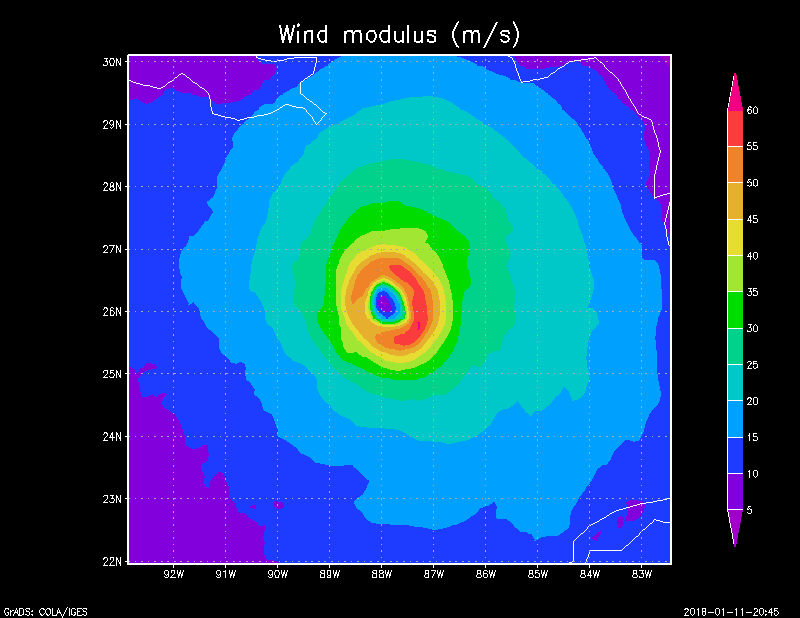 Wind modulus (m/s)
30N
29N
28N
27N
26N
25N
24N
23N
22N
92W 91W 90W 89W 88W 87W 86W 85W 84W 83W
60
55
50
45
40
35
30
25
20
15
10
5
GrADS: COLA/IGES
2018-01-11-20:45